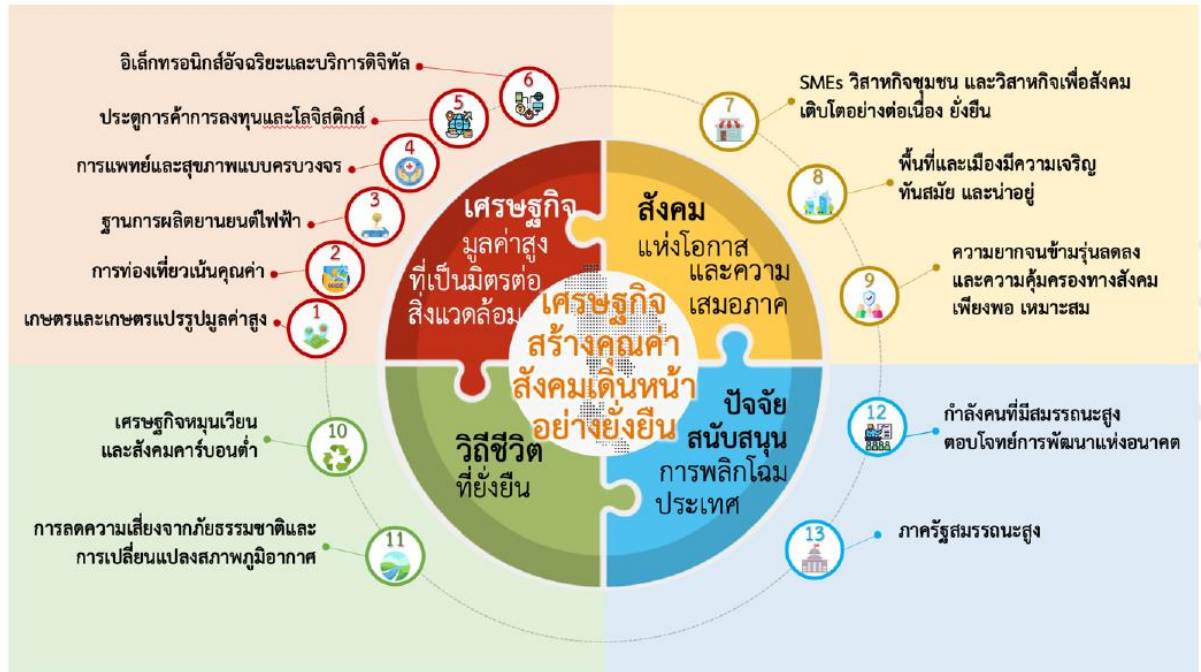 อิเล็กทรอนิกส์อัจฉริยะและบริการดิจิทัล
6
ประตูการค้าการลงทุนและโลจิสติกส์
5
การแพทย์และสุขภาพแบบครบวงจร
4
ฐานการผลิตยานยนต์ไฟฟ้า
3
การท่องเที่ยวเน้นคุณค่า
2
เกษตรและเกษตรแปรรูปมูลค่าสูง
1
เศรษฐกิจ
มูลค่าสูง
ที่เป็นมิตรต่อ
สิ่งแวดล้อม
สังคม
แห่งโอกาส
และความ
เสมอภาค
7
SMEs วิสาหกิจชุมชน และวิสาหกิจเพื่อสังคม
เติบโตอย่างต่อเนื่อง ยั่งยืน
8
พื้นที่และเมืองมีความเจริญ
ทันสมัย และน่าอยู่
9
ความยากจนข้ามรุ่นลดลง
และความคุ้มครองทางสังคม
เพียงพอ เหมาะสม
เศรษฐกิจ
สร้างคุณค่า
สังคมเดินหน้า
อย่างยั่งยืน
เศรษฐกิจหมุนเวียน
และสังคมคาร์บอนต่ำ
10
การลดความเสี่ยงจากภัยธรรมชาติและ
การเปลี่ยนแปลงสภาพภูมิอากาศ
11
วิถีชีวิต
ที่ยั่งยืน
ปัจจัย
สนับสนุน
การพลิกโฉม
ประเทศ
12
กำลังคนที่มีสมรรถนะสูง
ตอบโจทย์การพัฒนาแห่งอนาคต
13
ภาครัฐสมรรถนะสูง